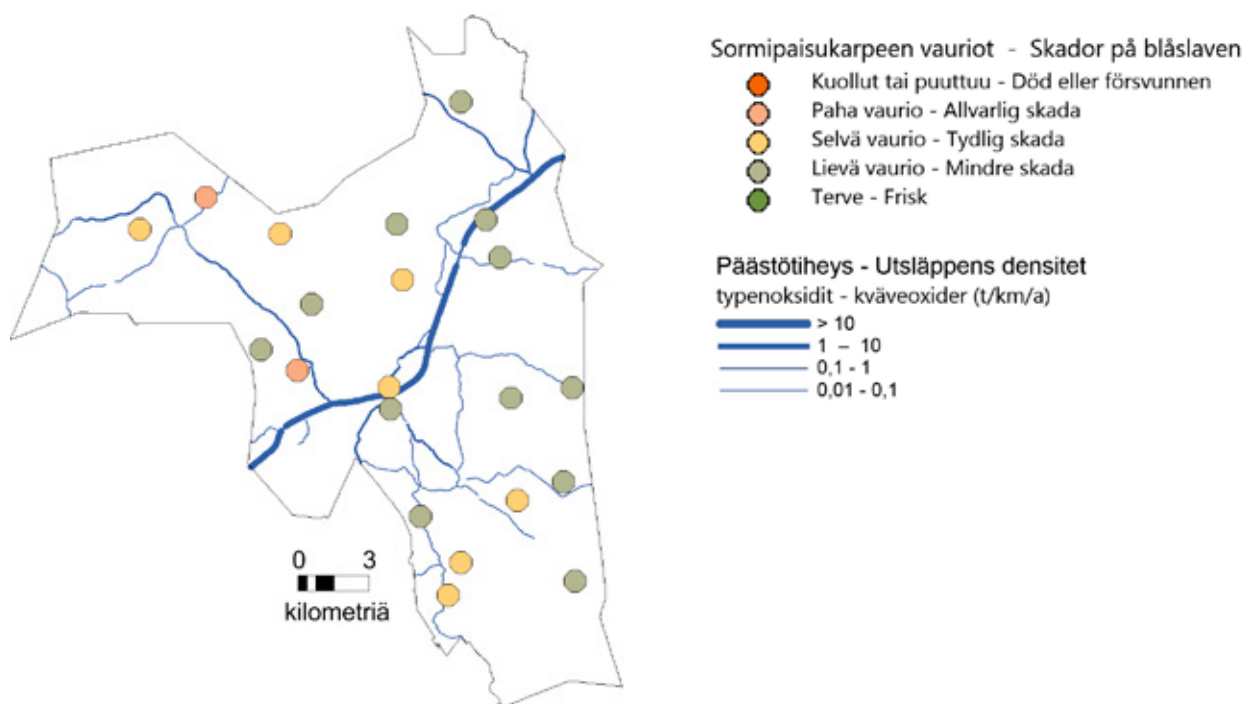 Sormipaisukarpeen vauriot - Skador på blåslaven
Kuollut tai puuttuu - Död eller försvunnen
Paha vaurio - Allvarlig skada
Selvä vaurio - Tydlig skada
Lievä vaurio - Mindre skada
Terve - Frisk
Päästötiheys - Utsläppens densitet
typenoksidit - kväveoxider (t/km/a)
> 10
1 – 10
0,1 - 1
0,01 - 0,1
0 3
kilometriä